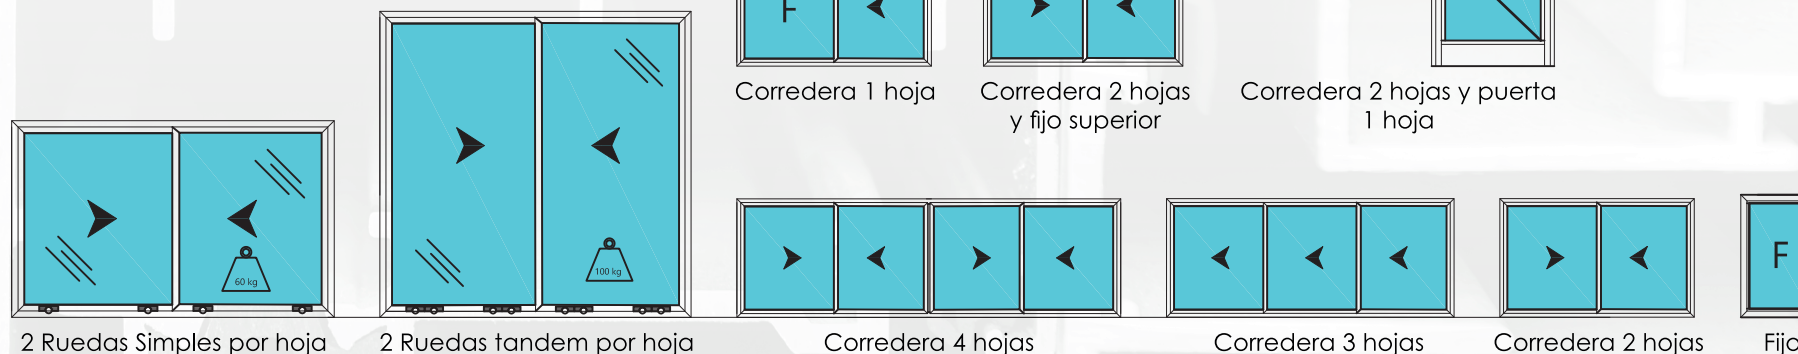 F
Corredera 1 hoja
Corredera 2 hojas
y fijo superior
Corredera 2 hojas y puerta
1 hoja
60 kg
100 kg
F
2 Ruedas Simples por hoja
2 Ruedas tandem por hoja
Corredera 4 hojas
Corredera 3 hojas
Corredera 2 hojas